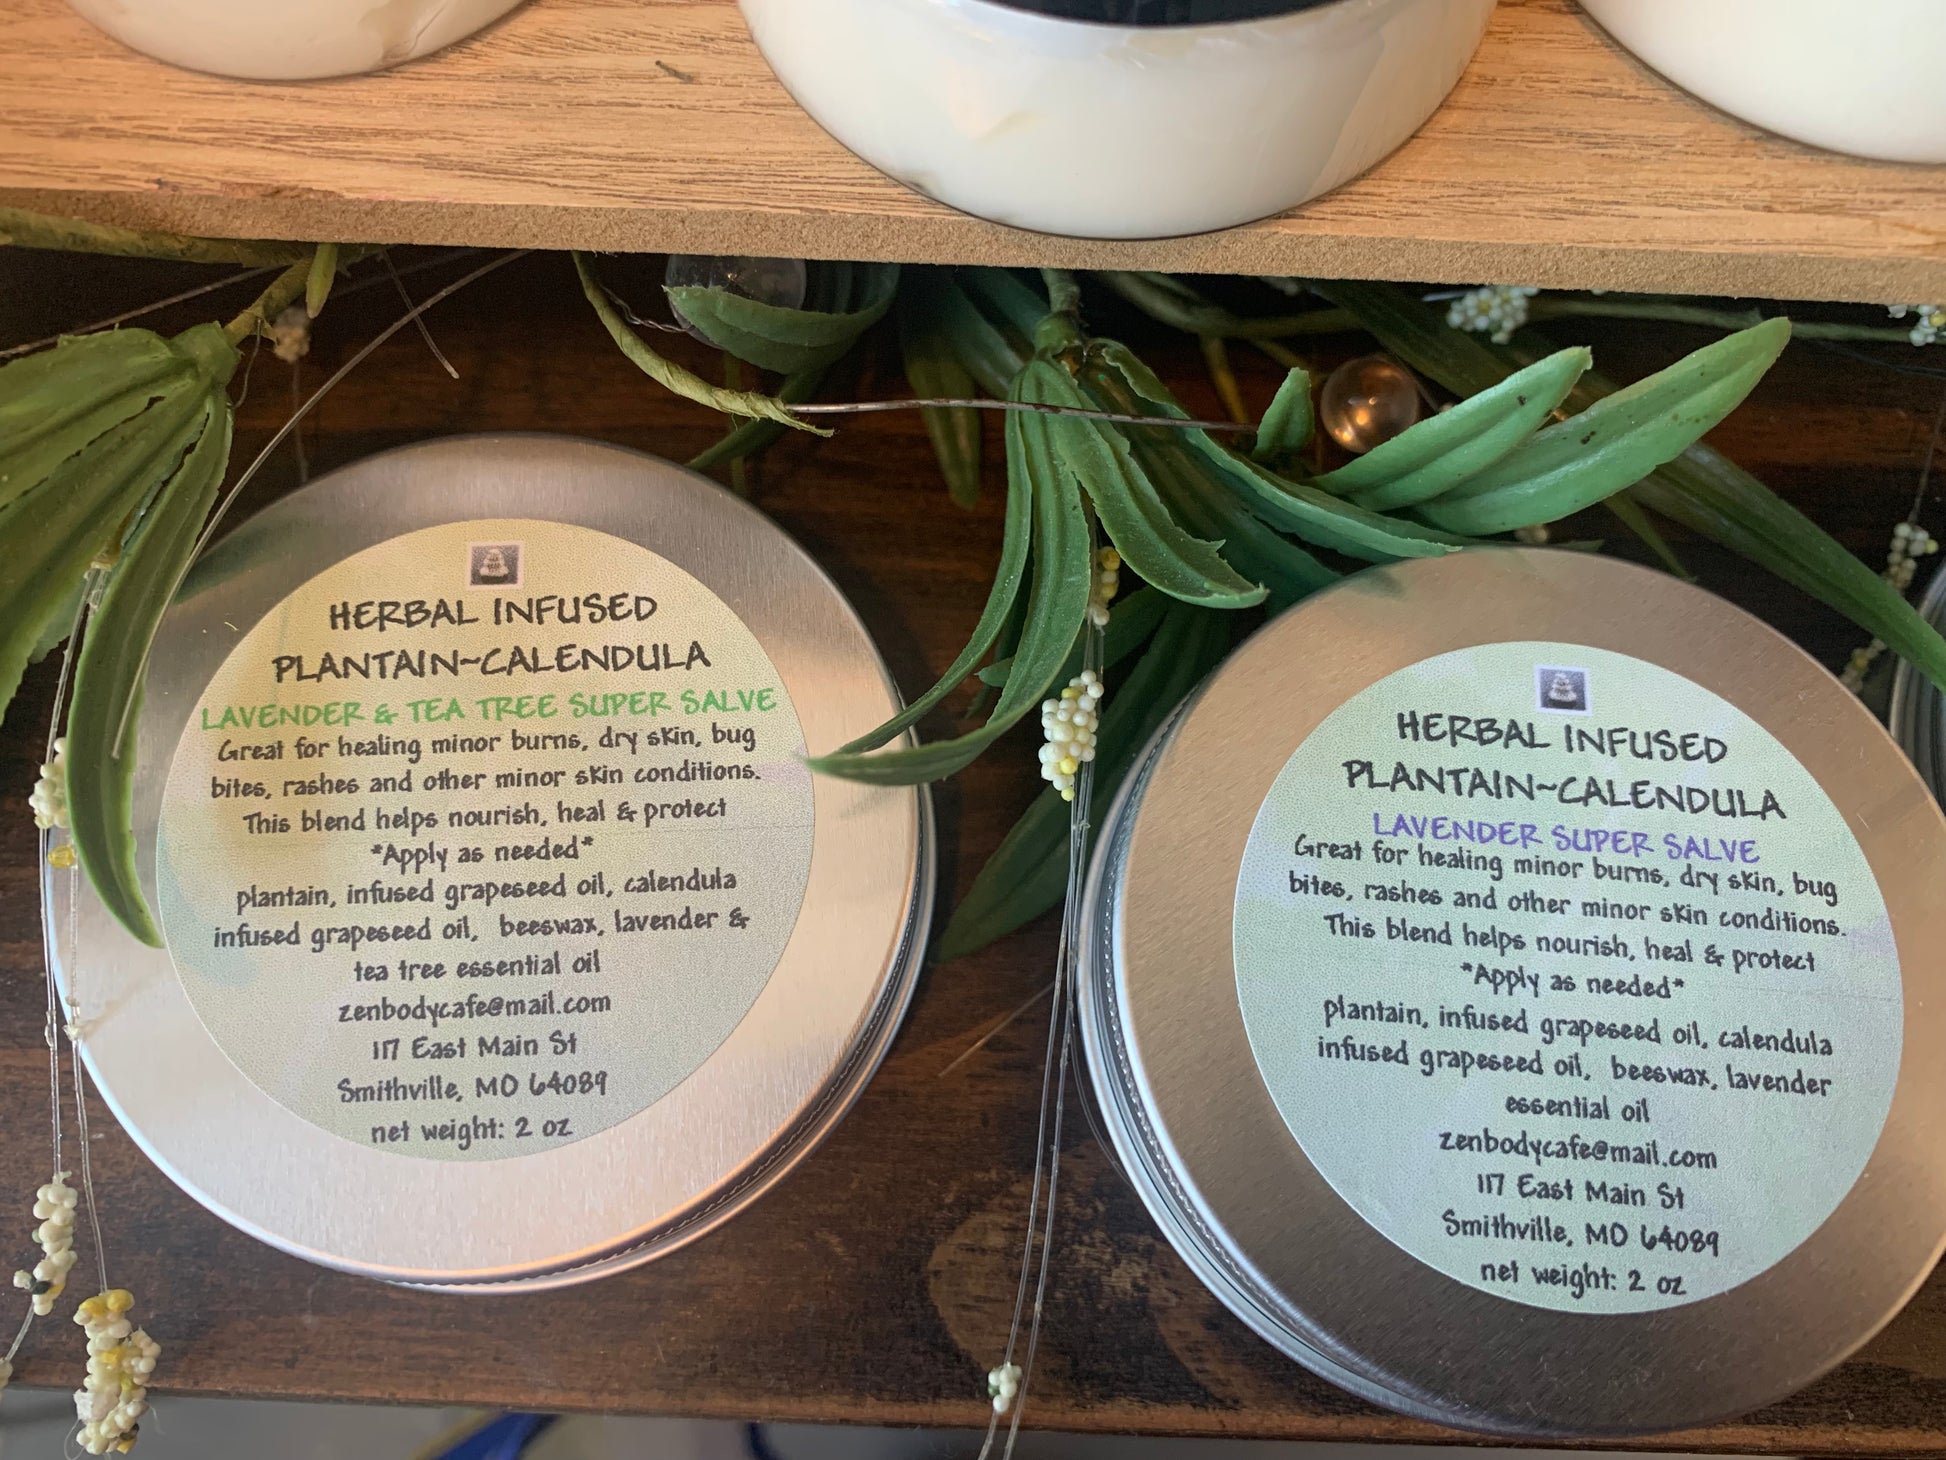 HERBAL INFUSED
PLANTAIN~CALENDULA
LAVENDER & TEA TREE SUPER SALVE
Great for healing minor burns, dry skin, bug
bites, rashes and other minor skin conditions.
This blend helps nourish, heal & protect
*Apply as needed*
plantain, infused grapeseed oil, calendula
infused grapeseed oil, beeswax, lavender &
tea tree essential oil
zenbodycafe@mail.com
117 East Main St
Smithville, MO 64089
net weight: 2 oz
HERBAL INFUSED
PLANTAIN~CALENDULA
LAVENDER SUPER SALVE
Great for healing minor burns, dry skin, bug
bites, rashes and other minor skin conditions.
This blend helps nourish, heal & protect
*Apply as needed*
plantain, infused grapeseed oil, calendula
infused grapeseed oil, beeswax, lavender
essential oil
zenbodycafe@mail.com
117 East Main St
Smithville, MO 64089
net weight: 2 oz